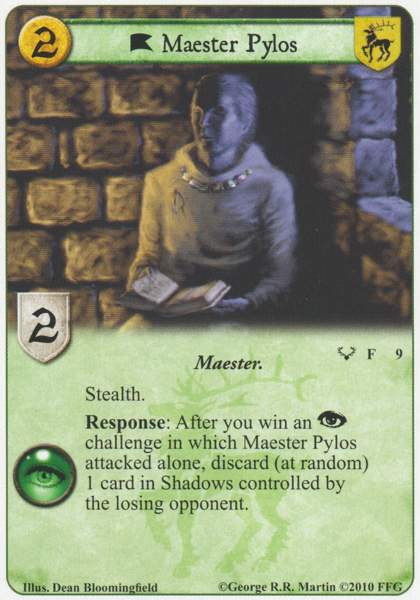 2
Maester Pylos
2
F 9
Maester.
Stealth.
Response: After you win an
challenge in which Maester Pylos
attacked alone, discard (at random)
1 card in Shadows controlled by
the losing opponent.
Illus. Dean Bloomingfield ©George R.R. Martin ©2010 FFG